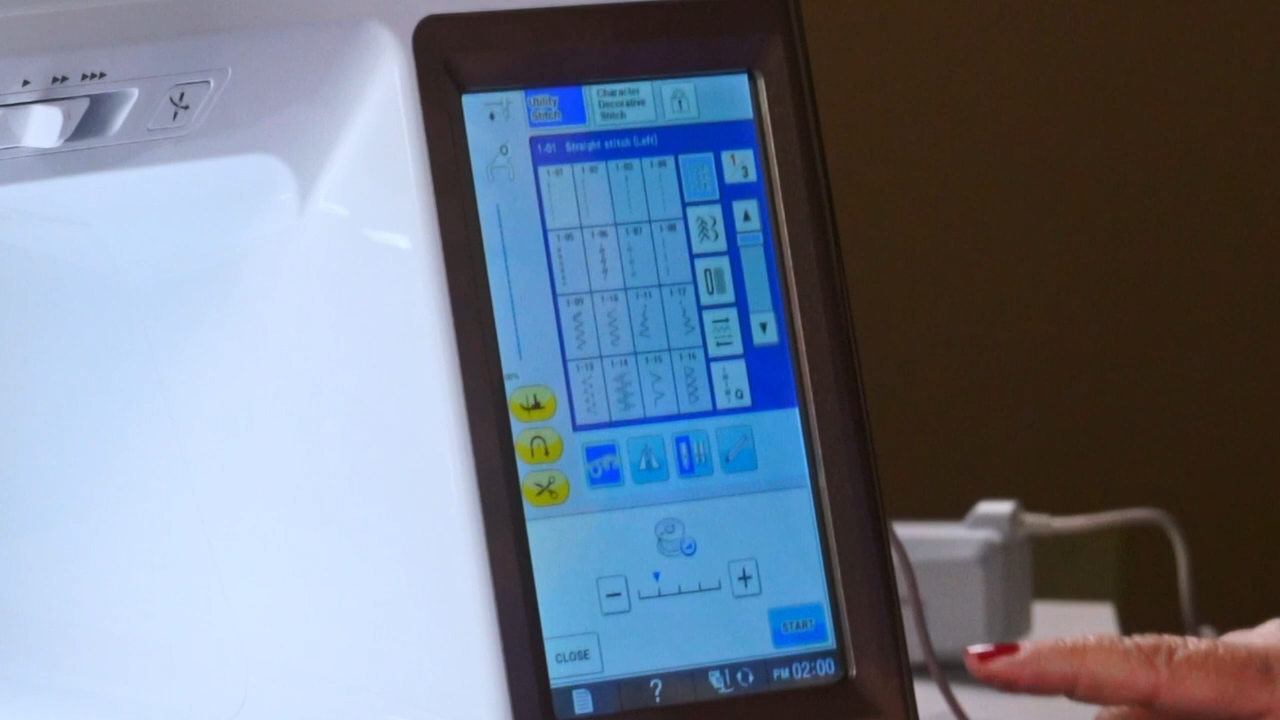 Utility
Stitch
Character
Decorative
Stitch
1-01 Straight stitch (Left)
1-01 1-02 1-03 1-04
1/3
1-05 1-06 1-07 1-08
1-09 1-10 1-11 1-12
1-13 1-14 1-15 1-16
Q
START
CLOSE
? PM 02:00